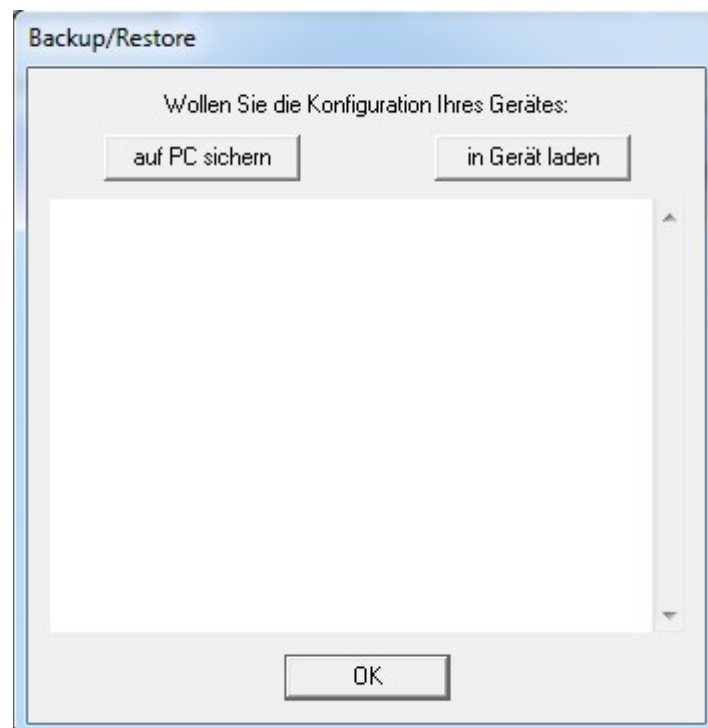 Backup/Restore
Wollen Sie die Konfiguration Ihres Gerätes:
auf PC sichern
in Gerät laden
OK